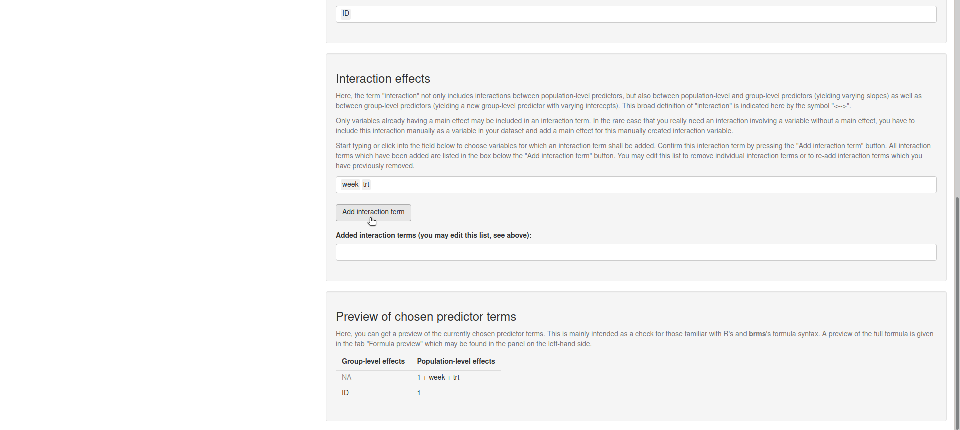 ID
Interaction effects
Here, the term "interaction" not only includes interactions between population-level predictors, but also between population-level and group-level predictors (yielding varying slopes) as well as
between group-level predictors (yielding a new group-level predictor with varying intercepts). This broad definition of "interaction" is indicated here by the symbol "<-->".
Only variables already having a main effect may be included in an interaction term. In the rare case that you really need an interaction involving a variable without a main effect, you have to
include this interaction manually as a variable in your dataset and add a main effect for this manually created interaction variable.
Start typing or click into the field below to choose variables for which an interaction term shall be added. Confirm this interaction term by pressing the "Add interaction term" button. All interaction
terms which have been added are listed in the box below the "Add interaction term" button. You may edit this list to remove individual interaction terms or to re-add interaction terms which you
have previously removed.
week trt
Add interaction term
Added interaction terms (you may edit this list, see above):
Preview of chosen predictor terms
Here, you can get a preview of the currently chosen predictor terms. This is mainly intended as a check for those familiar with R's and brms's formula syntax. A preview of the full formula is given
in the tab "Formula preview" which may be found in the panel on the left-hand side.
Group-level effects Population-level effects
NA 1 + week + trt
ID 1